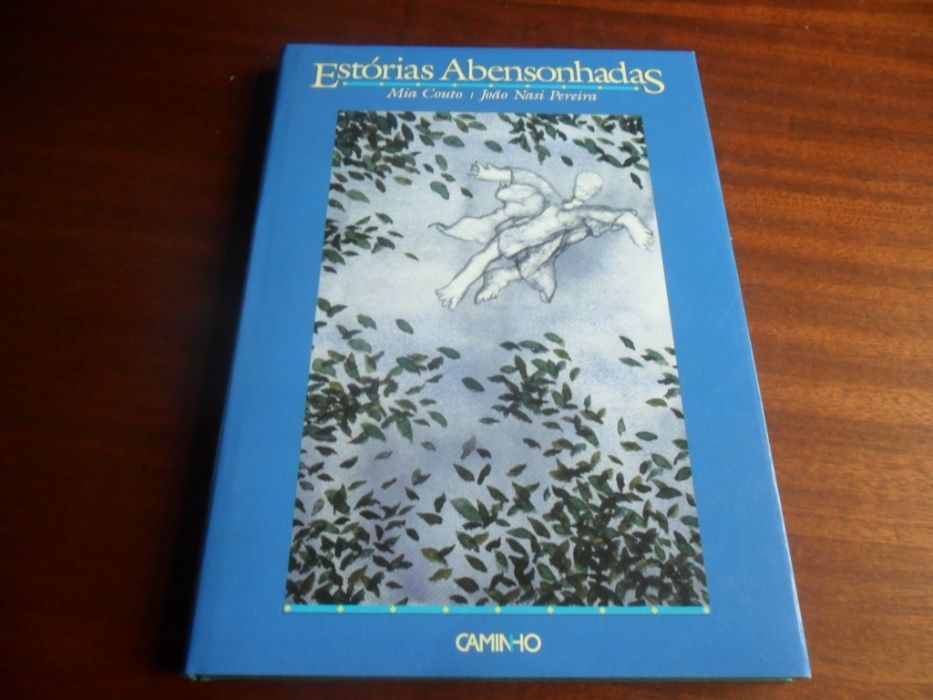 Estórias Abensonhadas
Mia Couto | João Nasi Pereira
CAMINHO